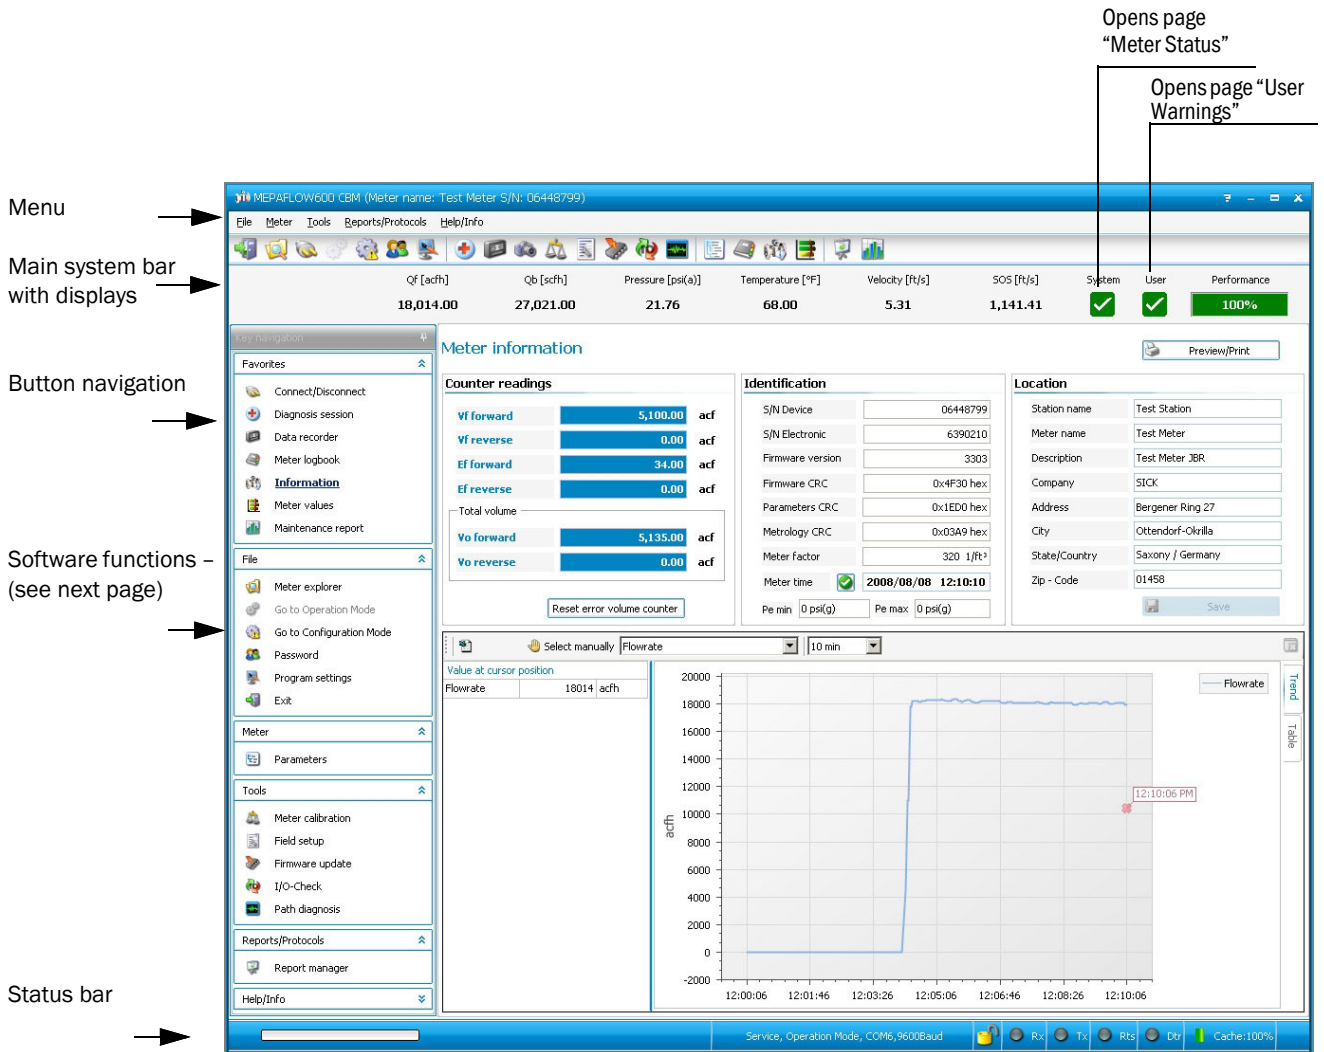 Opens page
“Meter Status”
Opens page “User
Warnings”
Menu
Main system bar
with displays
Button navigation
Software functions –
(see next page)
Status bar
MEPAFLOW600 CBM (Meter name: Test Meter S/N: 06448799)
File Meter Tools Reports/Protocols Help/Info
Qf [acfh] Qb [scfh] Pressure [psi(a)] Temperature [°F] Velocity [ft/s] SOS [ft/s] System User Performance
18,014.00 27,021.00 21.76 68.00 5.31 1,141.41 100%
Key navigation
Favorites
Connect/Disconnect
Diagnosis session
Data recorder
Meter logbook
Information
Meter values
Maintenance report
File
Meter explorer
Go to Operation Mode
Go to Configuration Mode
Password
Program settings
Exit
Meter
Parameters
Tools
Meter calibration
Field setup
Firmware update
I/O-Check
Path diagnosis
Reports/Protocols
Report manager
Help/Info
Meter information
Preview/Print
Counter readings
Vf forward 5,100.00 acf
Vf reverse 0.00 acf
Ef forward 34.00 acf
Ef reverse 0.00 acf
Total volume
Vo forward 5,135.00 acf
Vo reverse 0.00 acf
Reset error volume counter
Identification
S/N Device 06448799
S/N Electronic 6390210
Firmware version 3303
Firmware CRC 0x4F30 hex
Parameters CRC 0x1ED0 hex
Metrology CRC 0x03A9 hex
Meter factor 320 1/ft³
Meter time 2008/08/08 12:10:10
Pe min 0 psi(g) Pe max 0 psi(g)
Location
Station name Test Station
Meter name Test Meter
Description Test Meter JBR
Company SICK
Address Bergener Ring 27
City Ottendorf-Okrilla
State/Country Saxony / Germany
Zip - Code 01458
Save
Select manually Flowrate 10 min
Value at cursor position
Flowrate 18014 acfh
20000
18000
16000
14000
12000
10000
8000
6000
4000
2000
0
-2000
acfh
12:00:06 12:01:46 12:03:26 12:05:06 12:06:46 12:08:26 12:10:06
12:10:06 PM
Flowrate
Trend
Table
Service, Operation Mode, COM6,9600Baud Rx Tx Rts Dtr Cache:100%